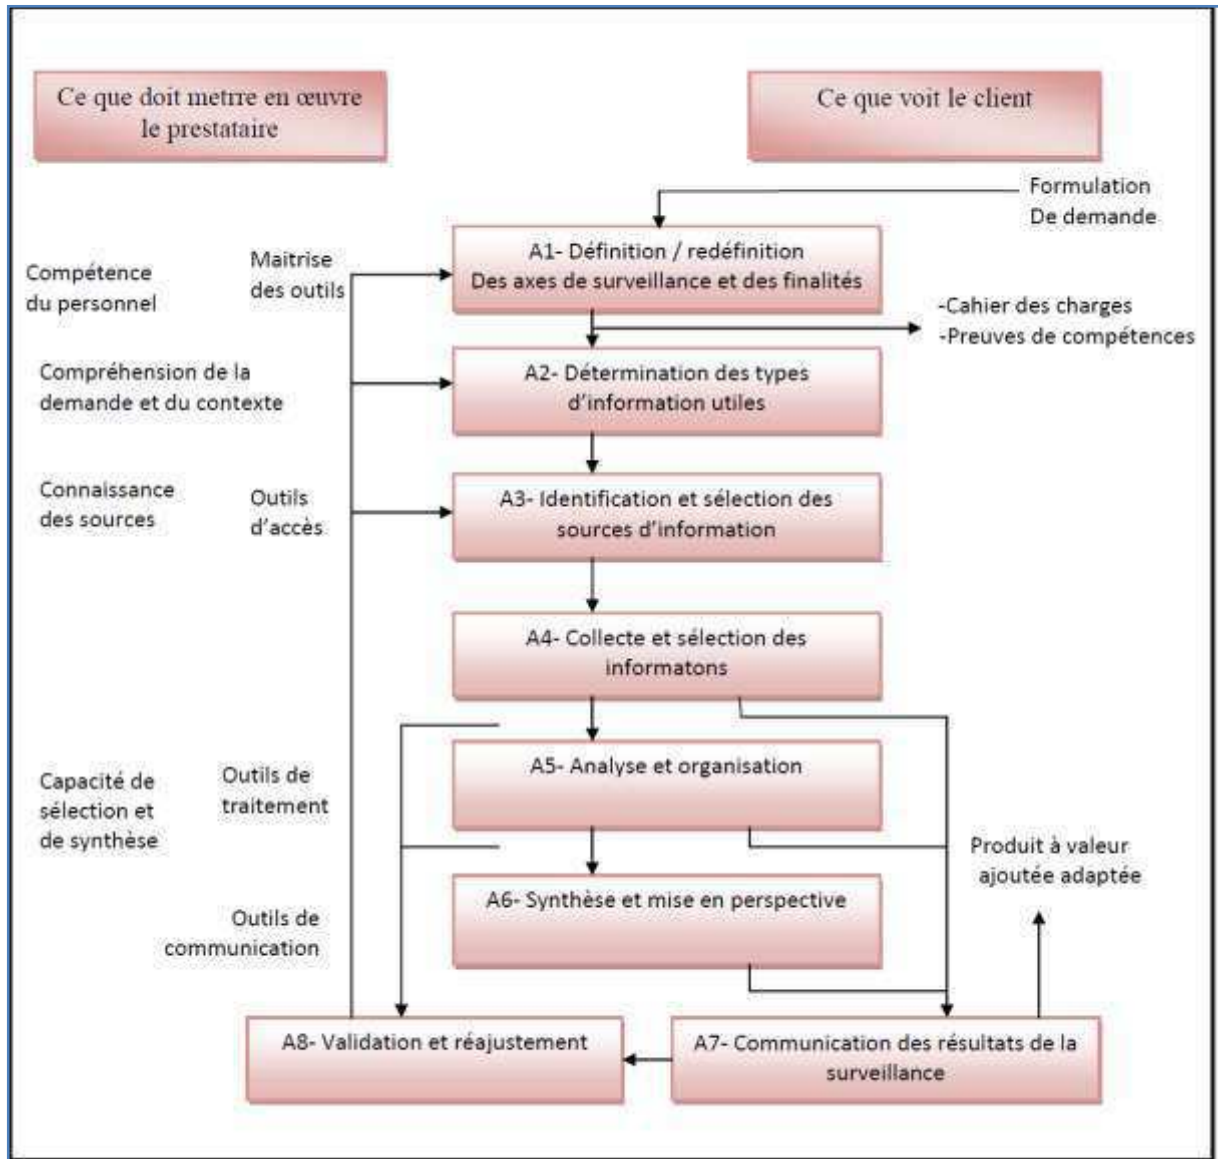 Ce que doit metrre en œuvre
le prestataire
Ce que voit le client
Formulation
De demande
A1- Définition / redéfinition
Des axes de surveillance et des finalités
Compétence
du personnel
Maitrise
des outils
-Cahier des charges
-Preuves de compétences
Compréhension de la
demande et du contexte
A2- Détermination des types
d’information utiles
Connaissance
des sources
Outils
d’accès
A3- Identification et sélection des
sources d’information
A4- Collecte et sélection des
informatons
A5- Analyse et organisation
Capacité de
sélection et
de synthèse
Outils de
traitement
Produit à valeur
ajoutée adaptée
A6- Synthèse et mise en perspective
Outils de
communication
A8- Validation et réajustement
A7- Communication des résultats de la
surveillance